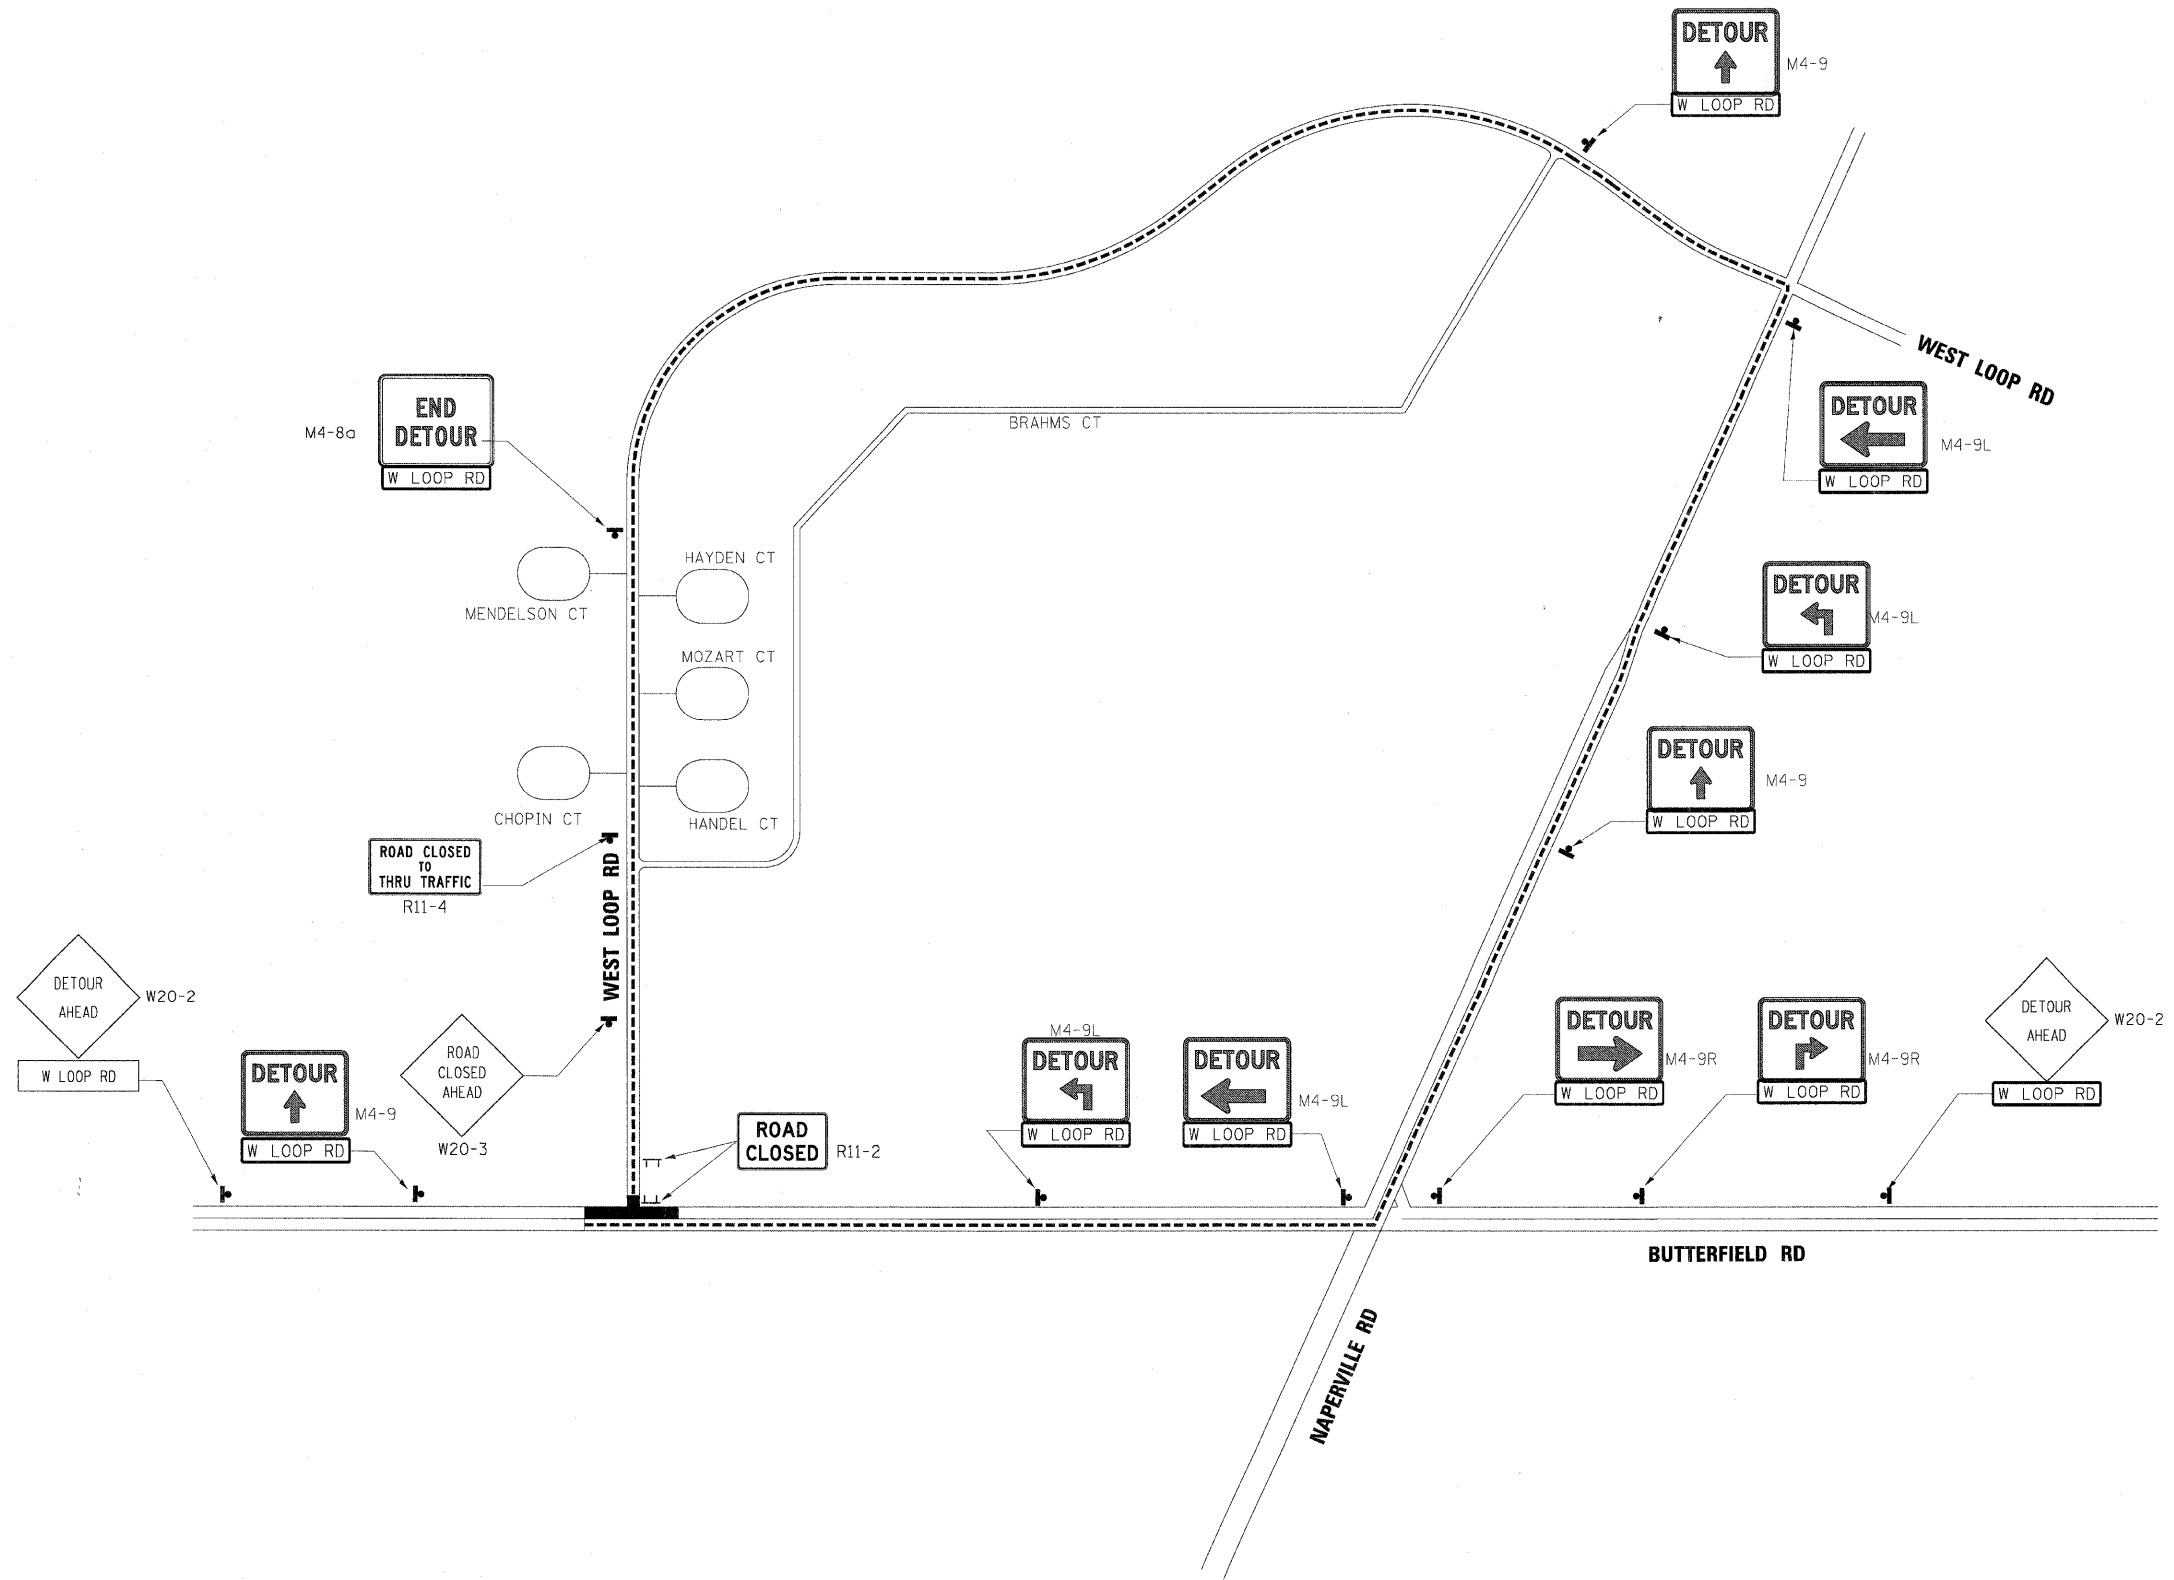 DETOUR
M4-9
W LOOP RD
WEST LOOP RD
END
DETOUR
M4-8a
W LOOP RD
DETOUR
M4-9L
W LOOP RD
BRAHMS CT
HAYDEN CT
MENDELSON CT
DETOUR
M4-9L
W LOOP RD
MOZART CT
DETOUR
M4-9
W LOOP RD
CHOPIN CT
HANDEL CT
ROAD CLOSED
TO
THRU TRAFFIC
R11-4
WEST LOOP RD
DETOUR
AHEAD
W20-2
W LOOP RD
DETOUR
M4-9
W LOOP RD
ROAD
CLOSED
AHEAD
W20-3
ROAD
CLOSED
R11-2
M4-9L
DETOUR
W LOOP RD
DETOUR
M4-9L
W LOOP RD
DETOUR
M4-9R
W LOOP RD
DETOUR
M4-9R
W LOOP RD
DETOUR
AHEAD
W20-2
W LOOP RD
BUTTERFIELD RD
NAPERVILLE RD